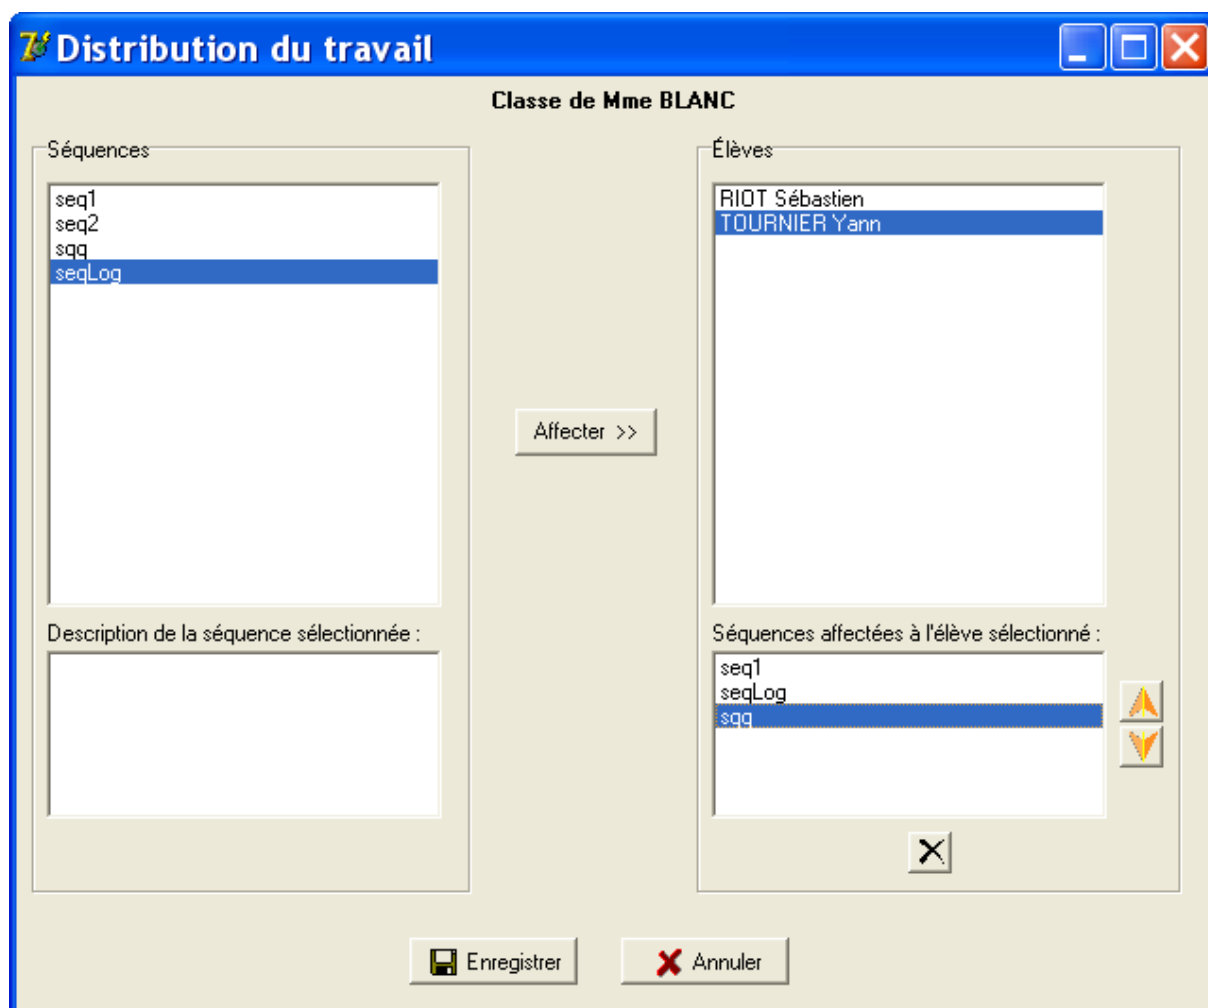 Distribution du travail
Classe de Mme BLANC
Séquences
seq1
seq2
sqq
seqLog
Description de la séquence sélectionnée :
Affecter >>
Élèves
RIOT Sébastien
TOURNIER Yann
Séquences affectées à l'élève sélectionné :
seq1
seqLog
sqq
Enregistrer
Annuler